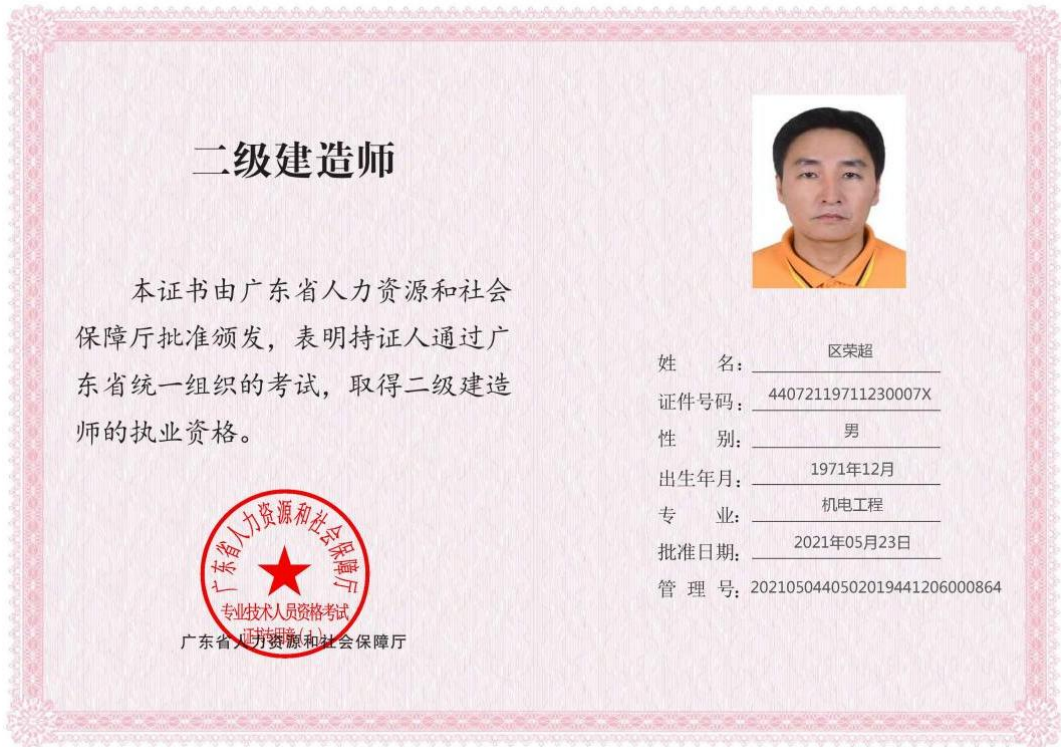 二级建造师
本证书由广东省人力资源和社会
保障厅批准颁发，表明持证人通过广
东省统一组织的考试，取得二级建造
师的执业资格。
广东省人力资源和社会保障厅
专业技术人员资格考试
证书专用章(1)
广东省人力资源和社会保障厅
姓　　名：区荣超
证件号码：44072119711230007X
性　　别：男
出生年月：1971年12月
专　　业：机电工程
批准日期：2021年05月23日
管 理 号：2021050440502019441206000864